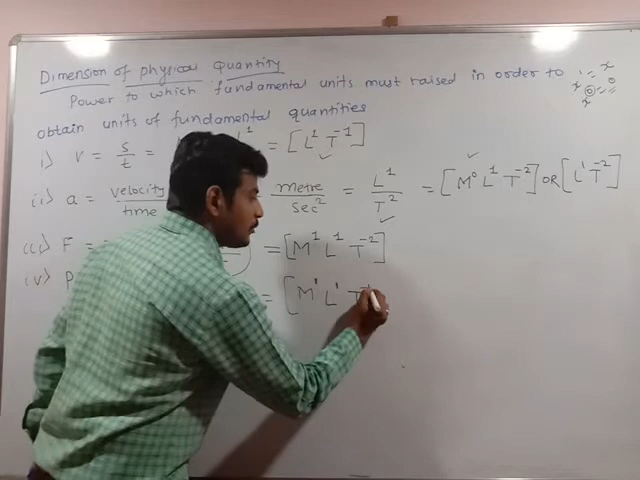 Dimension of physical Quantity
Power to which fundamental units must raised in order to
obtain units of fundamental quantities
i) v = s/t = L¹ = [L¹ T⁻¹]
ii) a = velocity/time metre/sec² = L¹/T² = [M⁰ L¹ T⁻²] OR [L¹ T⁻²]
iii) F = = [M¹ L¹ T⁻²]
iv) P = [M¹ L¹ T⁻¹